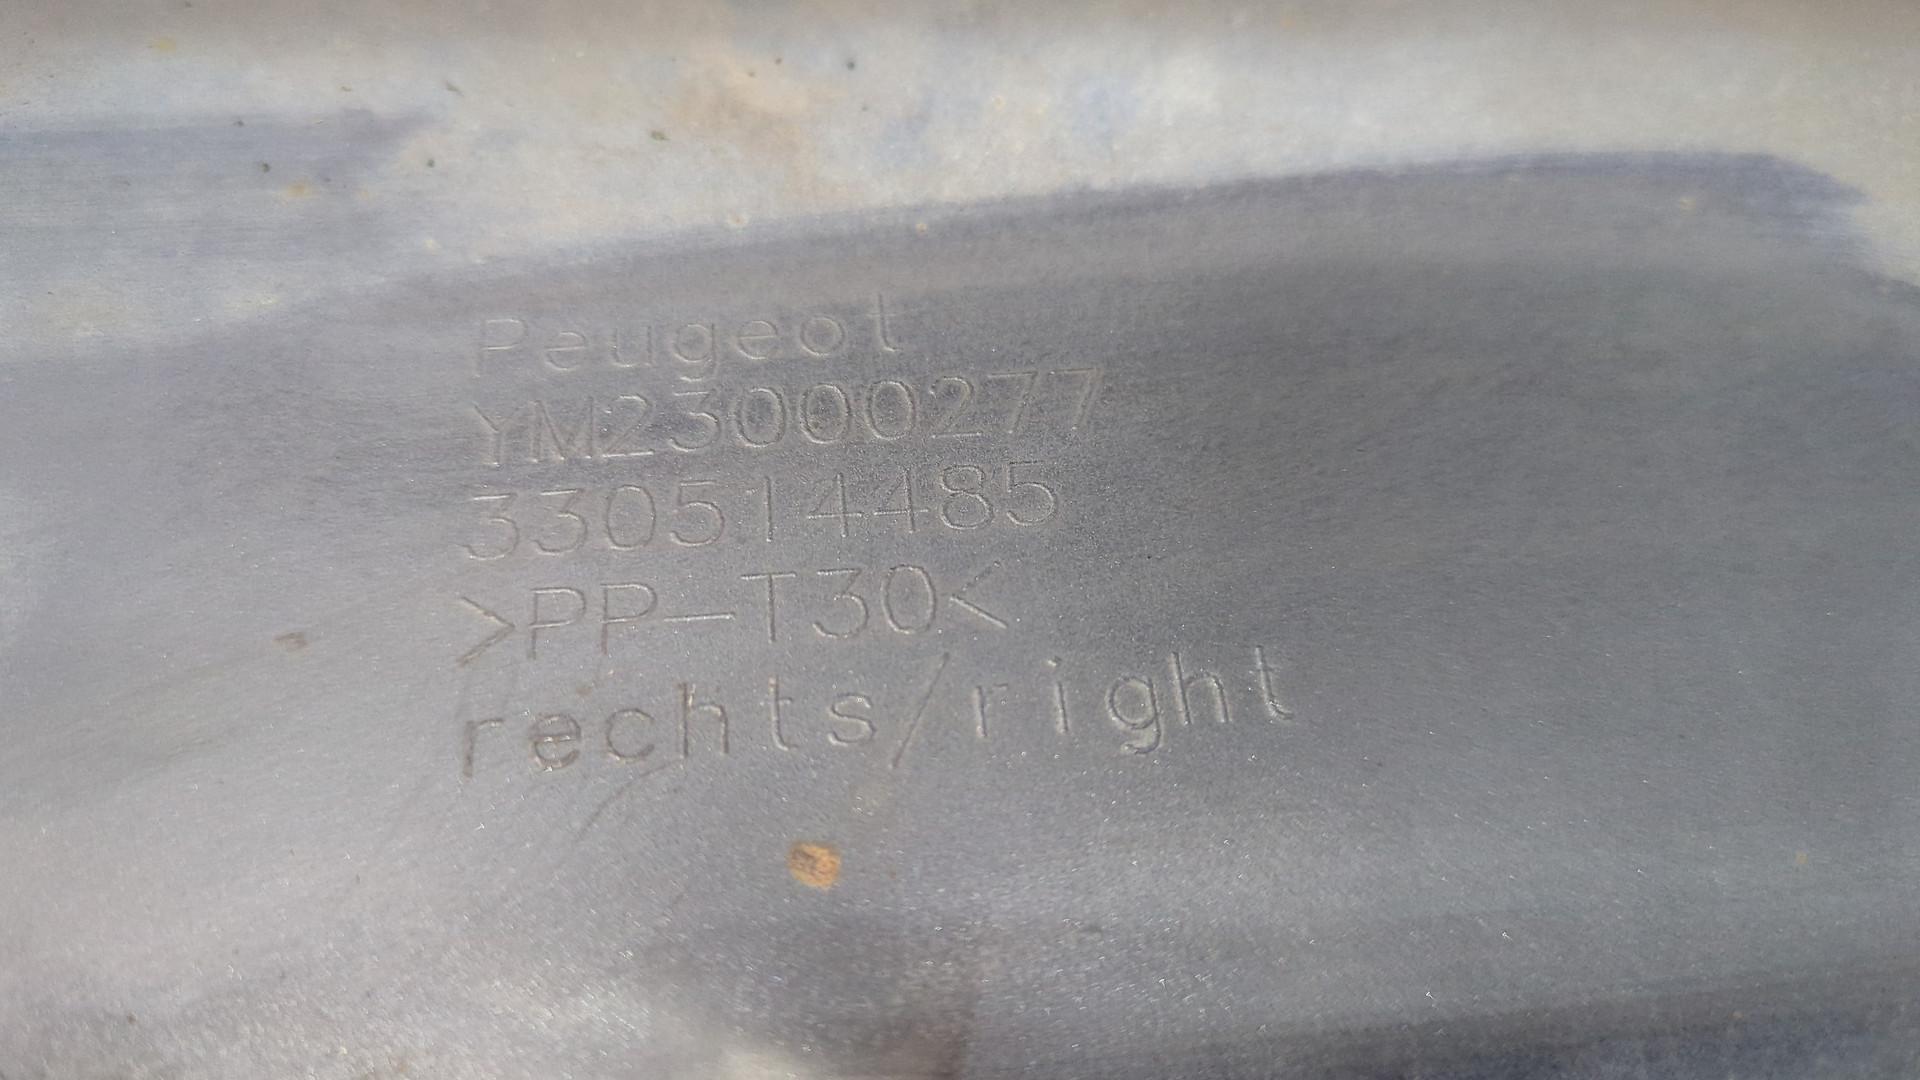 Peugeot
YM23000277
330514485
>PP-T30<
rechts/right